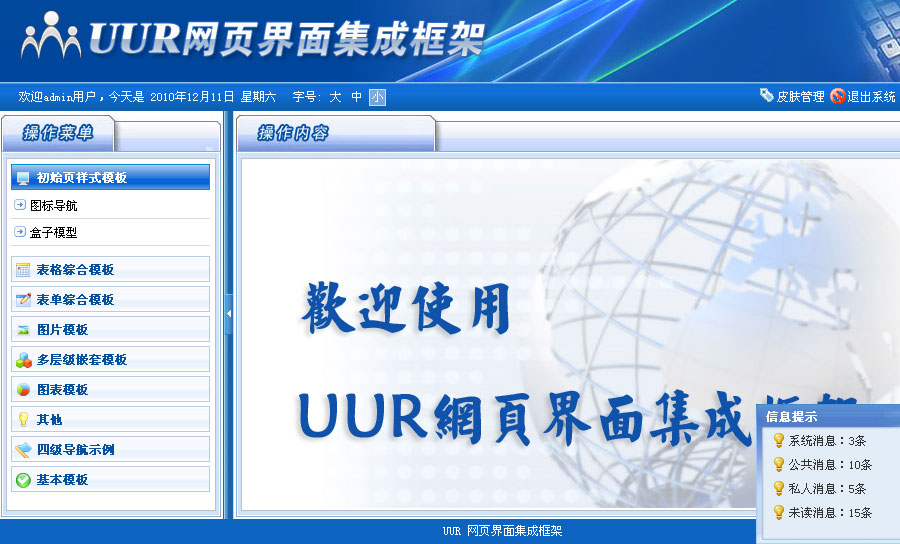 UUR网页界面集成框架
欢迎admin用户，今天是 2010年12月11日 星期六 字号: 大 中 小
皮肤管理 退出系统
操作菜单
操作内容
初始页样式模板
图标导航
盒子模型
表格综合模板
表单综合模板
图片模板
多层级嵌套模板
图表模板
其他
四级导航示例
基本模板
歡迎使用
UUR網頁界面集成框架
信息提示
系统消息：3条
公共消息：10条
私人消息：5条
未读消息：15条
UUR 网页界面集成框架